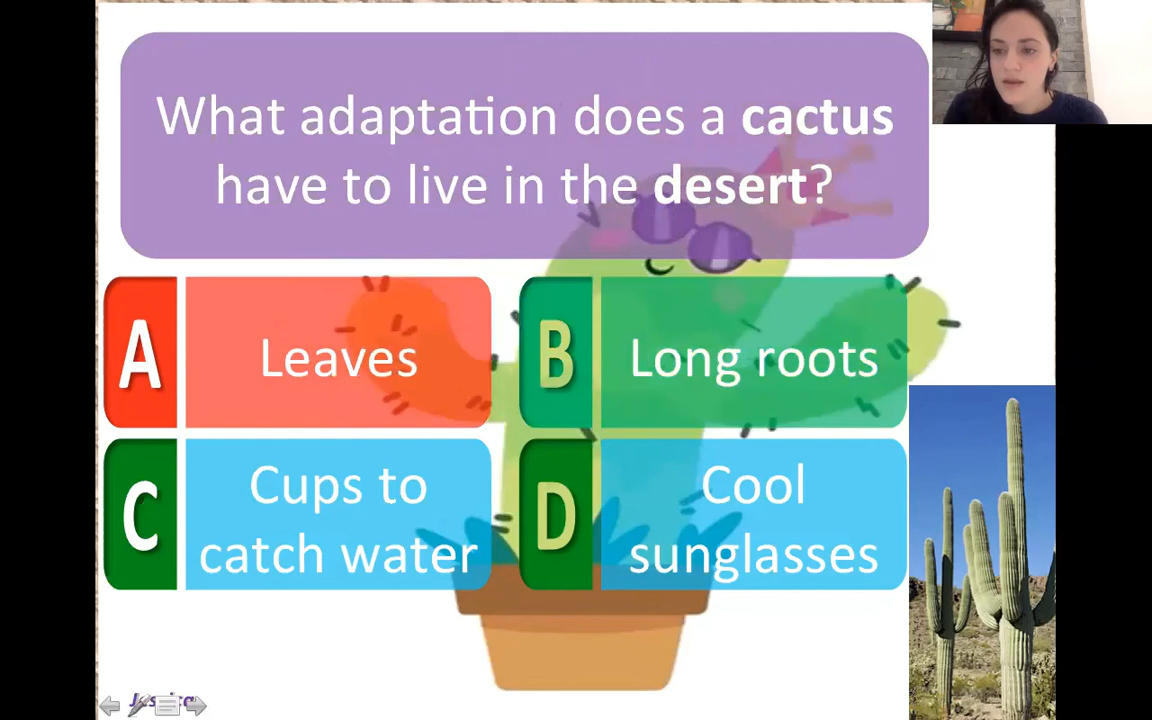 What adaptation does a cactus
have to live in the desert?
A
Leaves
B
Long roots
C
Cups to
catch water
D
Cool
sunglasses